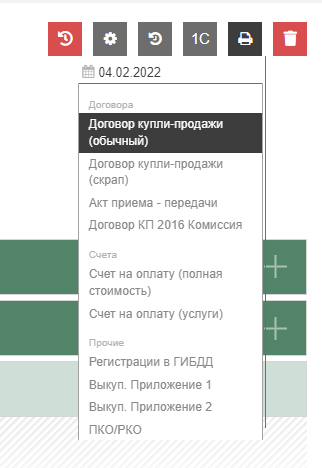 1C
04.02.2022
Договора
Договор купли-продажи
(обычный)
Договор купли-продажи
(скрап)
Акт приема - передачи
Договор КП 2016 Комиссия
Счета
Счет на оплату (полная
стоимость)
Счет на оплату (услуги)
Прочие
Регистрации в ГИБДД
Выкуп. Приложение 1
Выкуп. Приложение 2
ПКО/РКО